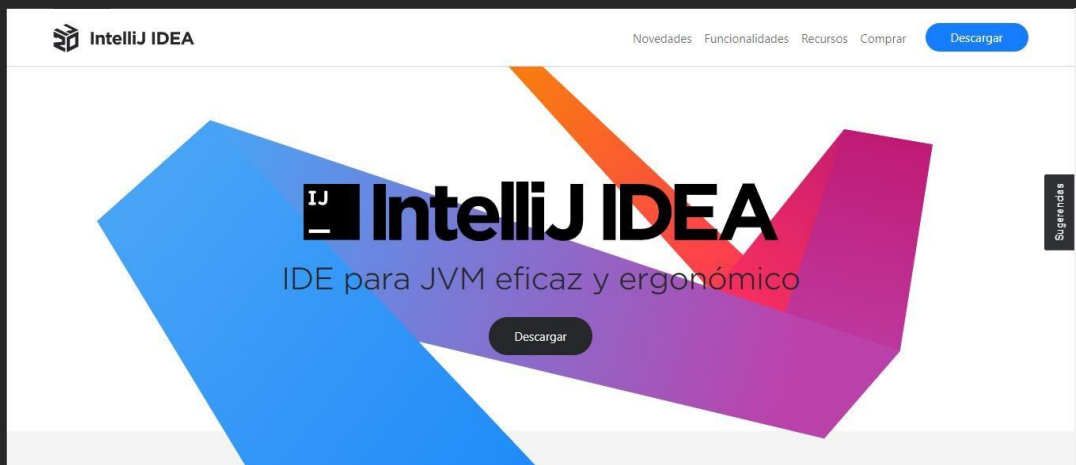 IntelliJ IDEA
Novedades Funcionalidades Recursos Comprar Descargar
IJ IntelliJ IDEA
IDE para JVM eficaz y ergonómico
Descargar
Sugerencias